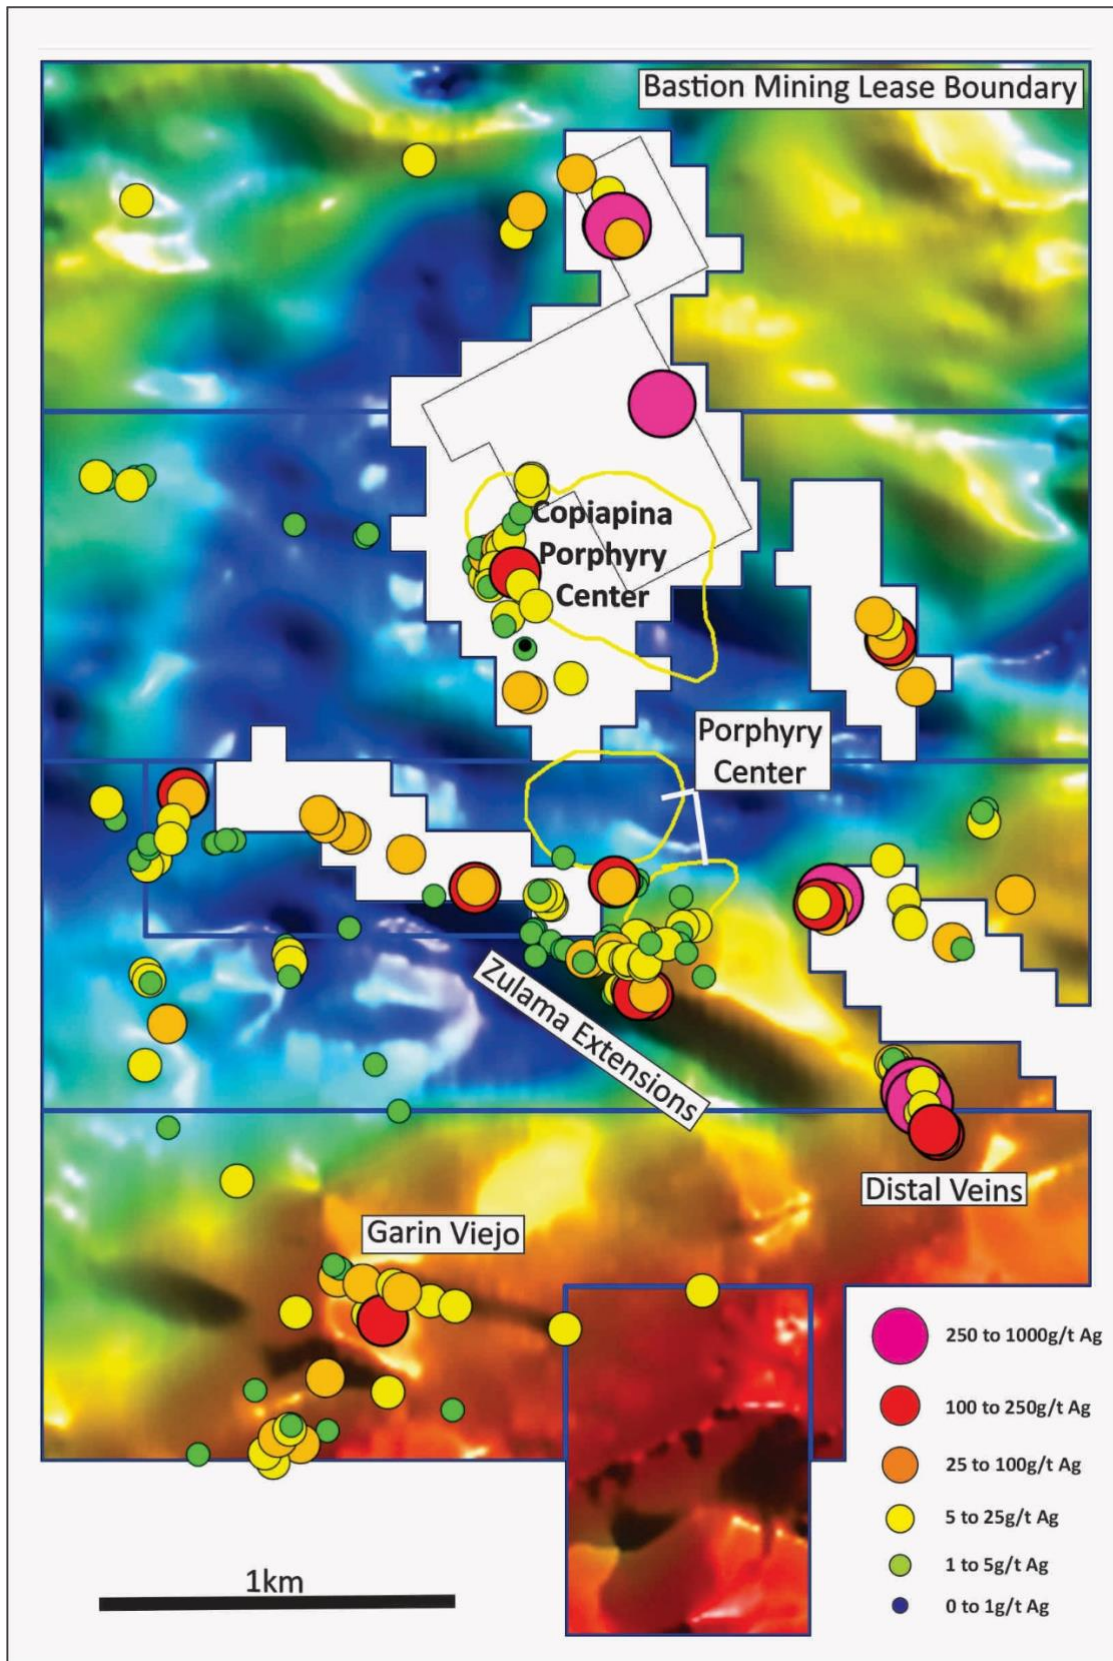 Bastion Mining Lease Boundary
Copiapina
Porphyry
Center
Porphyry
Center
Zulama Extensions
Distal Veins
Garin Viejo
250 to 1000g/t Ag
100 to 250g/t Ag
25 to 100g/t Ag
5 to 25g/t Ag
1 to 5g/t Ag
0 to 1g/t Ag
1km